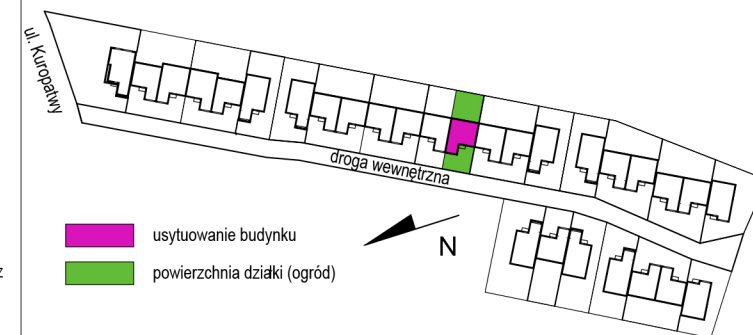 ul. Kuropatwy
droga wewnętrzna
usytuowanie budynku
N
powierzchnia działki (ogród)
z